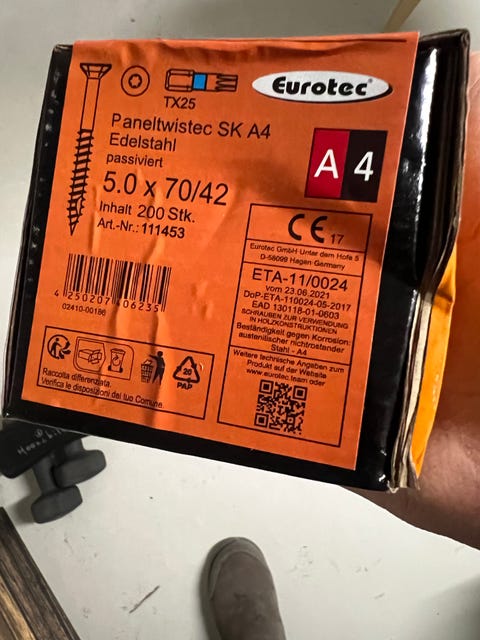 Eurotec®
TX25
Paneltwistec SK A4
Edelstahl
passiviert
A 4
5.0 x 70/42
Inhalt 200 Stk.
Art.-Nr.: 111453
4 250207 106235
02410-00186
CE 17
Eurotec GmbH·Unter dem Hofe 5
D-58099 Hagen·Germany
ETA-11/0024
vom 23.06.2021
DoP-ETA-110024-05-2017
EAD 130118-01-0603
SCHRAUBEN ZUR VERWENDUNG
IN HOLZKONSTRUKTIONEN
Beständigkeit gegen Korrosion:
austenitischer nichtrostender
Stahl - A4
Weitere technische Angaben zum
Produkt auf der Website
www.eurotec.team oder
20
PAP
Raccolta differenziata.
Verifica le disposizioni del tuo Comune.